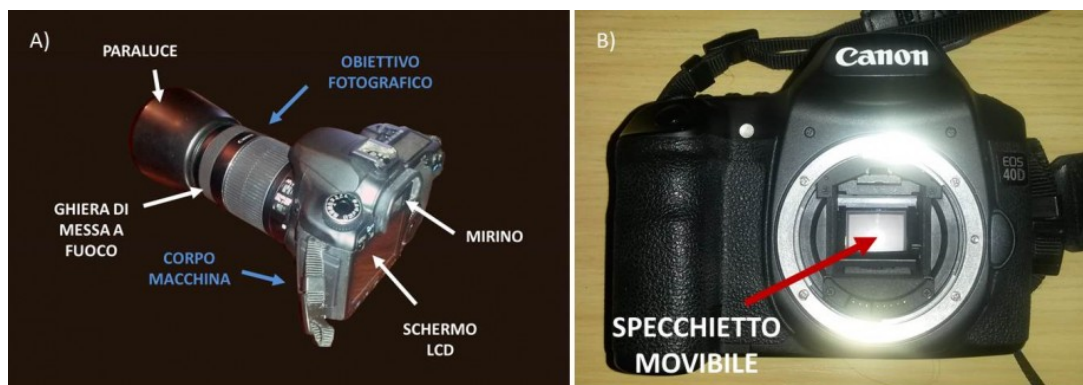 A)
PARALUCE
OBIETTIVO
FOTOGRAFICO
GHIERA DI
MESSA A
FUOCO
CORPO
MACCHINA
MIRINO
SCHERMO
LCD
B)
Canon
EOS
40D
SPECCHIETTO
MOVIBILE